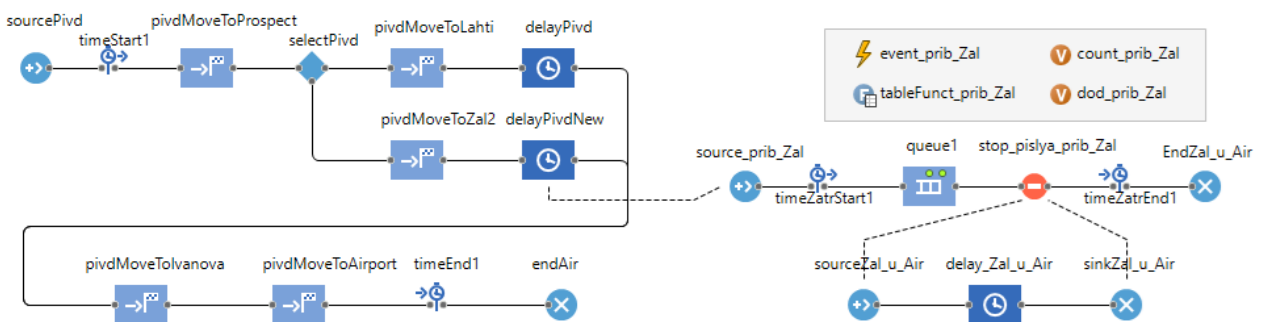 sourcePivd
timeStart1
pivdMoveToProspect
selectPivd
pivdMoveToLahti
delayPivd
pivdMoveToZal2
delayPivdNew
event_prib_Zal
count_prib_Zal
tableFunct_prib_Zal
dod_prib_Zal
source_prib_Zal
timeZatrStart1
queue1
stop_pislya_prib_Zal
timeZatrEnd1
EndZal_u_Air
pivdMoveToIvanova
pivdMoveToAirport
timeEnd1
endAir
sourceZal_u_Air
delay_Zal_u_Air
sinkZal_u_Air